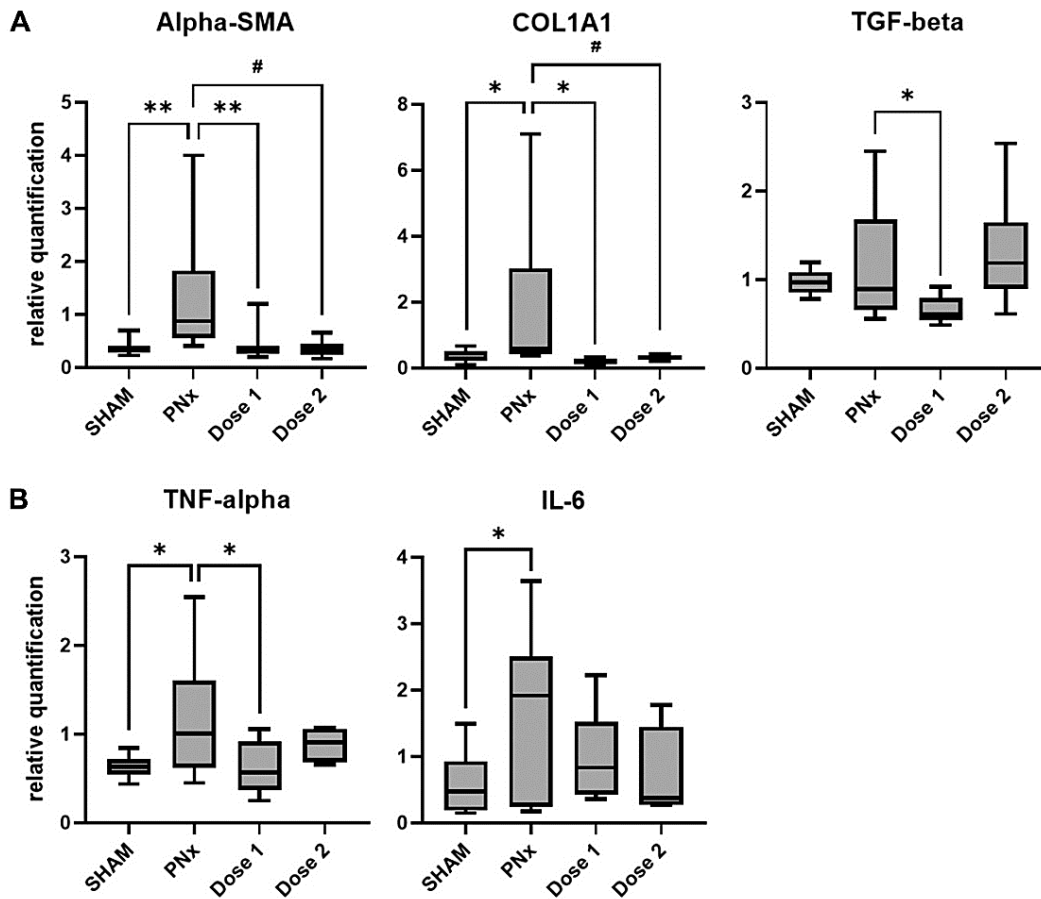 A
Alpha-SMA
COL1A1
TGF-beta
relative quantification
5
4
3
2
1
0
**
**
#
SHAM
PNx
Dose 1
Dose 2
8
6
4
2
0
*
*
#
SHAM
PNx
Dose 1
Dose 2
3
2
1
0
*
SHAM
PNx
Dose 1
Dose 2
B
TNF-alpha
IL-6
relative quantification
3
2
1
0
*
*
SHAM
PNx
Dose 1
Dose 2
4
3
2
1
0
*
SHAM
PNx
Dose 1
Dose 2